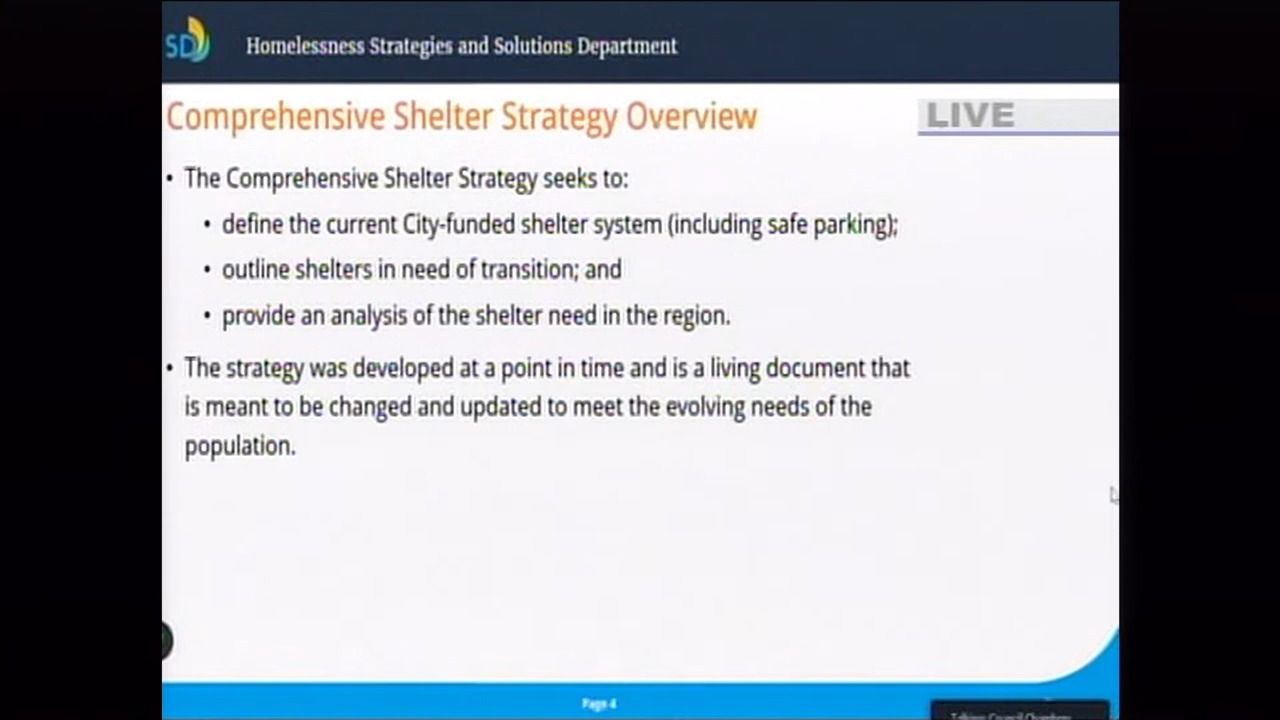 SD
Homelessness Strategies and Solutions Department
Comprehensive Shelter Strategy Overview
LIVE
• The Comprehensive Shelter Strategy seeks to:
• define the current City-funded shelter system (including safe parking);
• outline shelters in need of transition; and
• provide an analysis of the shelter need in the region.
• The strategy was developed at a point in time and is a living document that
is meant to be changed and updated to meet the evolving needs of the
population.
Page 4